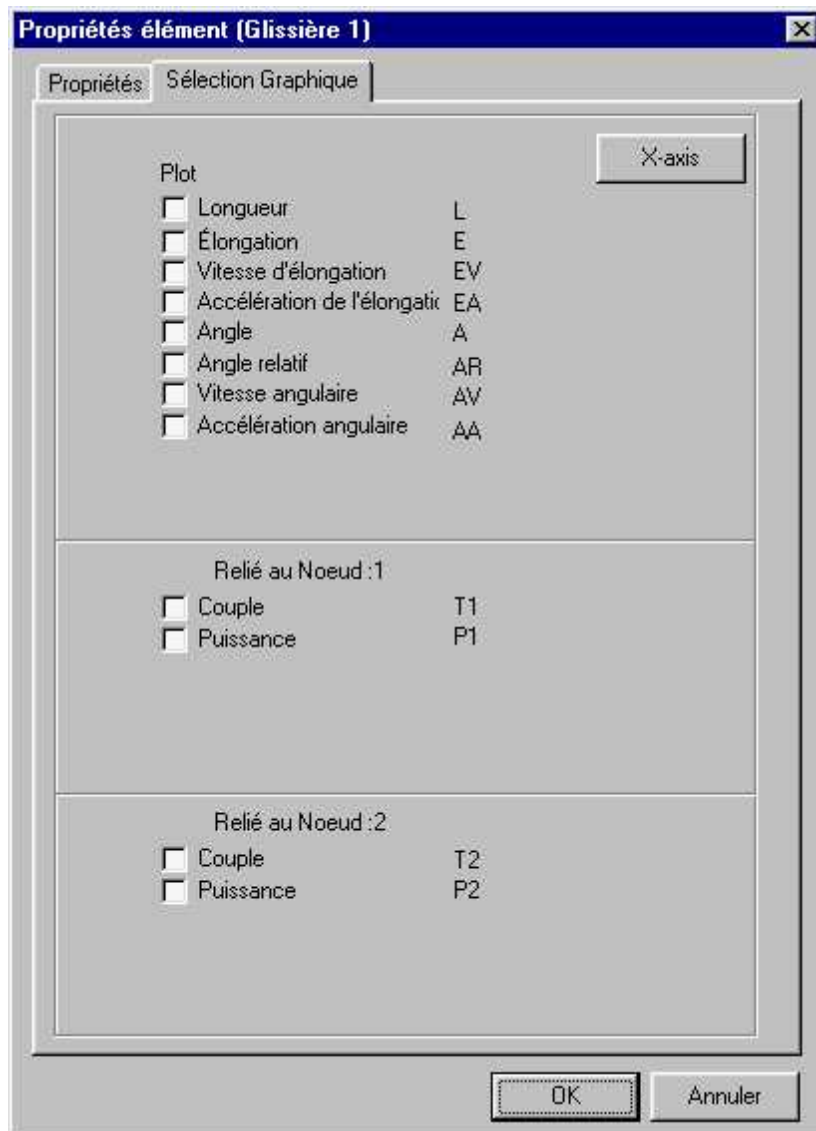 Propriétés élément (Glissière 1)
Propriétés Sélection Graphique
X-axis
Plot
Longueur L
Élongation E
Vitesse d'élongation EV
Accélération de l'élongatic EA
Angle A
Angle relatif AR
Vitesse angulaire AV
Accélération angulaire AA
Relié au Noeud :1
Couple T1
Puissance P1
Relié au Noeud :2
Couple T2
Puissance P2
OK Annuler